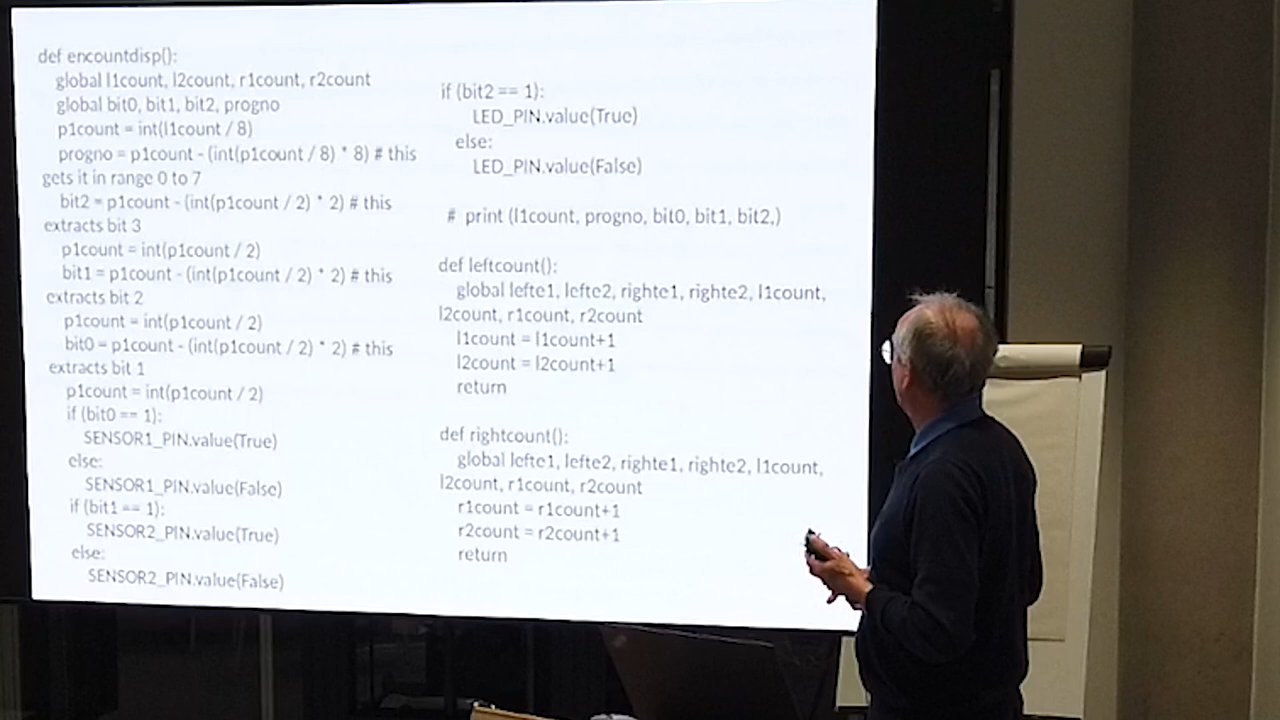 def encountdisp():
global l1count, l2count, r1count, r2count
global bit0, bit1, bit2, progno
p1count = int(l1count / 8)
progno = p1count - (int(p1count / 8) * 8) # this
gets it in range 0 to 7
bit2 = p1count - (int(p1count / 2) * 2) # this
extracts bit 3
p1count = int(p1count / 2)
bit1 = p1count - (int(p1count / 2) * 2) # this
extracts bit 2
p1count = int(p1count / 2)
bit0 = p1count - (int(p1count / 2) * 2) # this
extracts bit 1
p1count = int(p1count / 2)
if (bit0 == 1):
SENSOR1_PIN.value(True)
else:
SENSOR1_PIN.value(False)
if (bit1 == 1):
SENSOR2_PIN.value(True)
else:
SENSOR2_PIN.value(False)
if (bit2 == 1):
LED_PIN.value(True)
else:
LED_PIN.value(False)
# print (l1count, progno, bit0, bit1, bit2,)
def leftcount():
global lefte1, lefte2, righte1, righte2, l1count,
l2count, r1count, r2count
l1count = l1count+1
l2count = l2count+1
return
def rightcount():
global lefte1, lefte2, righte1, righte2, l1count,
l2count, r1count, r2count
r1count = r1count+1
r2count = r2count+1
return